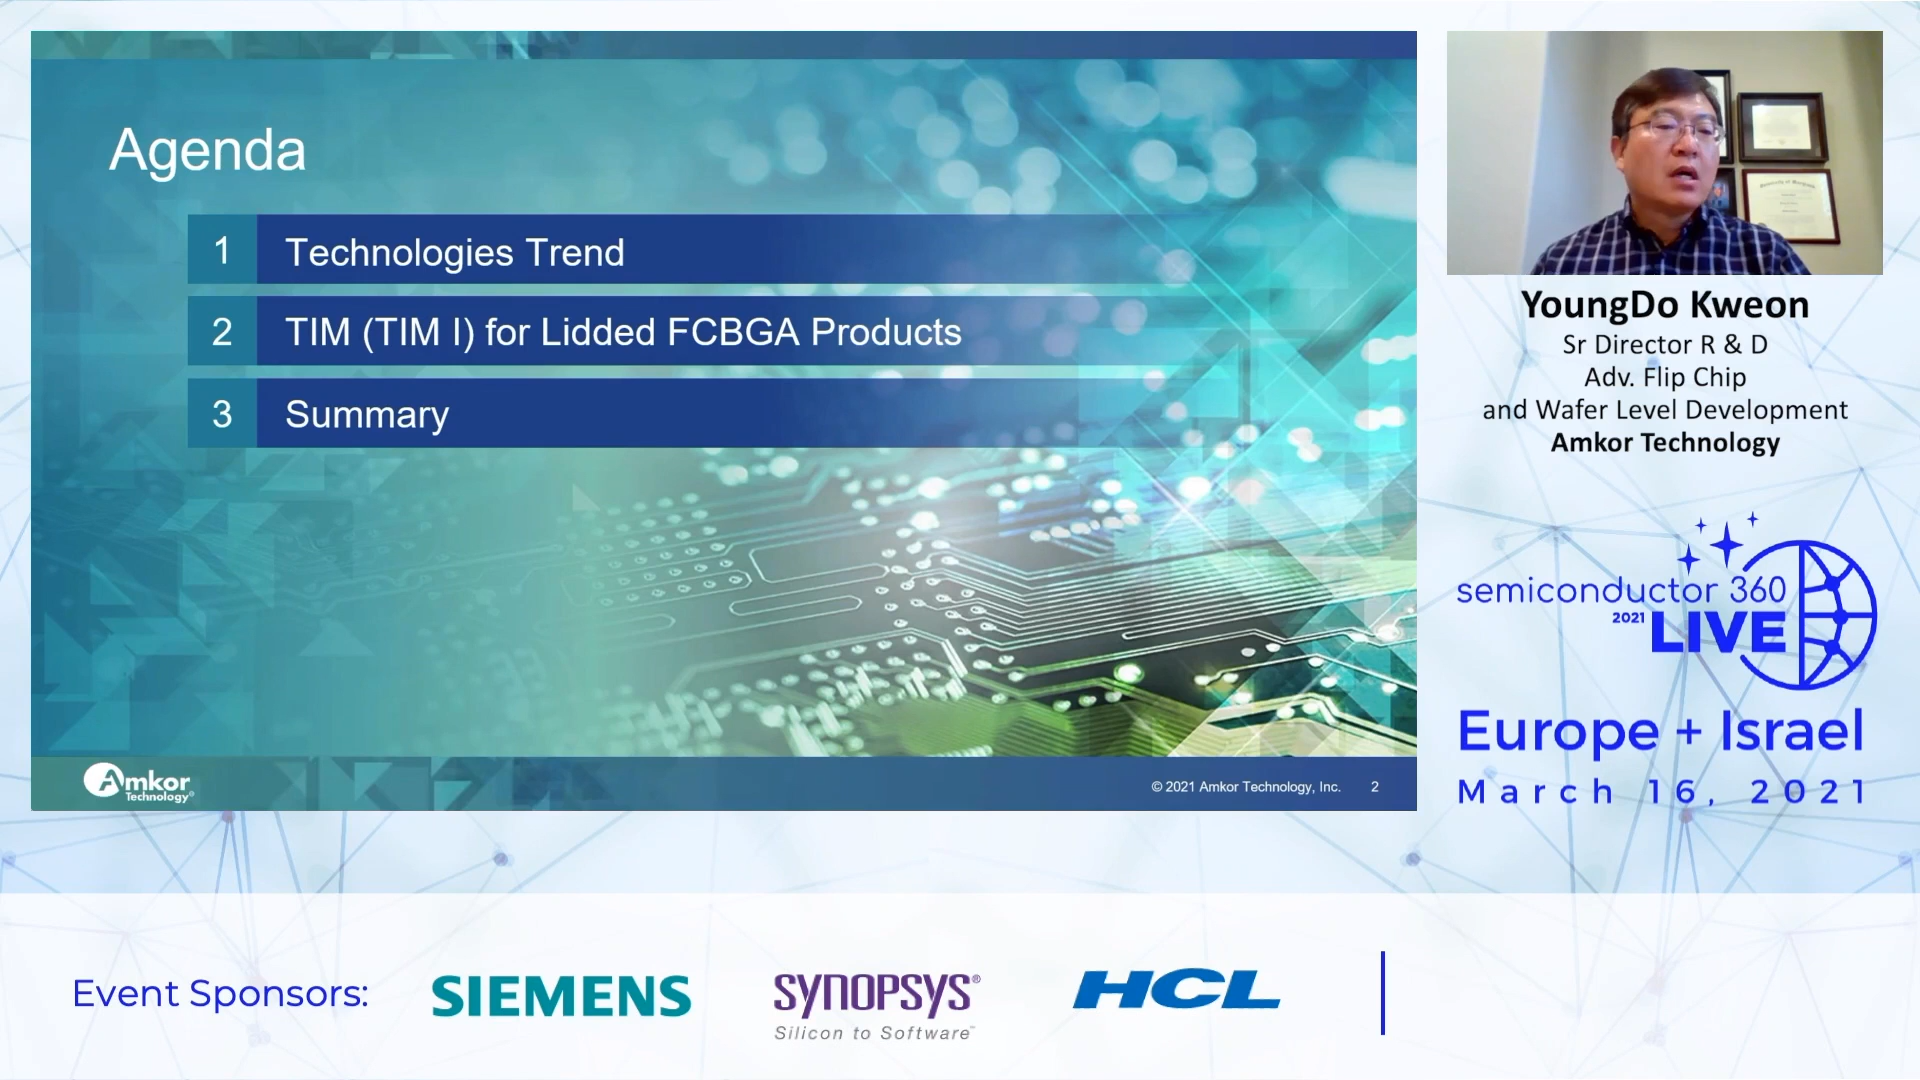 Agenda
1 Technologies Trend
2 TIM (TIM I) for Lidded FCBGA Products
3 Summary
Amkor
Technology®
© 2021 Amkor Technology, Inc. 2
YoungDo Kweon
Sr Director R & D
Adv. Flip Chip
and Wafer Level Development
Amkor Technology
semiconductor 360
2021 LIVE
Europe + Israel
March 16, 2021
Event Sponsors:
SIEMENS
SYNOPSYS®
Silicon to Software™
HCL